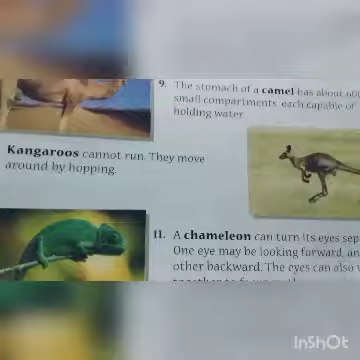 9. The stomach of a camel has about
small compartments, each capable of
holding water
Kangaroos cannot run. They move
around by hopping.
11. A chameleon can turn its eyes
One eye may be looking forward,
other backward. The eyes can also
InShOt